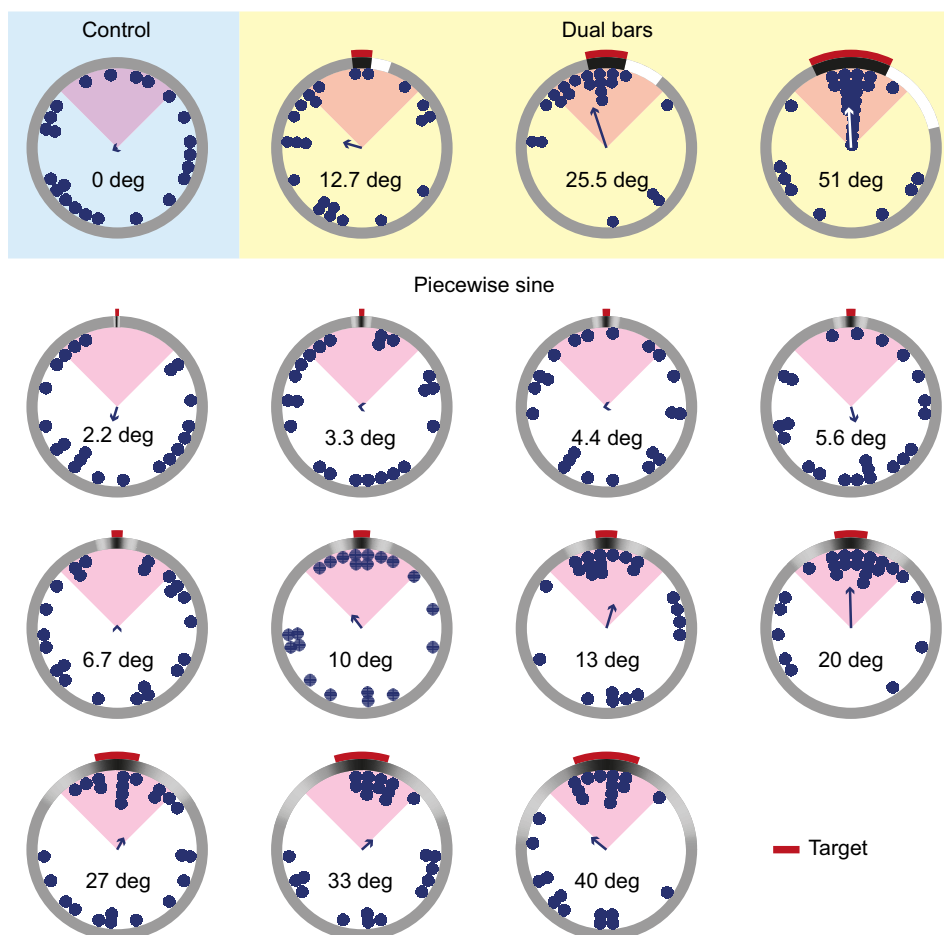 Control
Dual bars
0 deg
12.7 deg
25.5 deg
51 deg
Piecewise sine
2.2 deg
3.3 deg
4.4 deg
5.6 deg
6.7 deg
10 deg
13 deg
20 deg
27 deg
33 deg
40 deg
Target